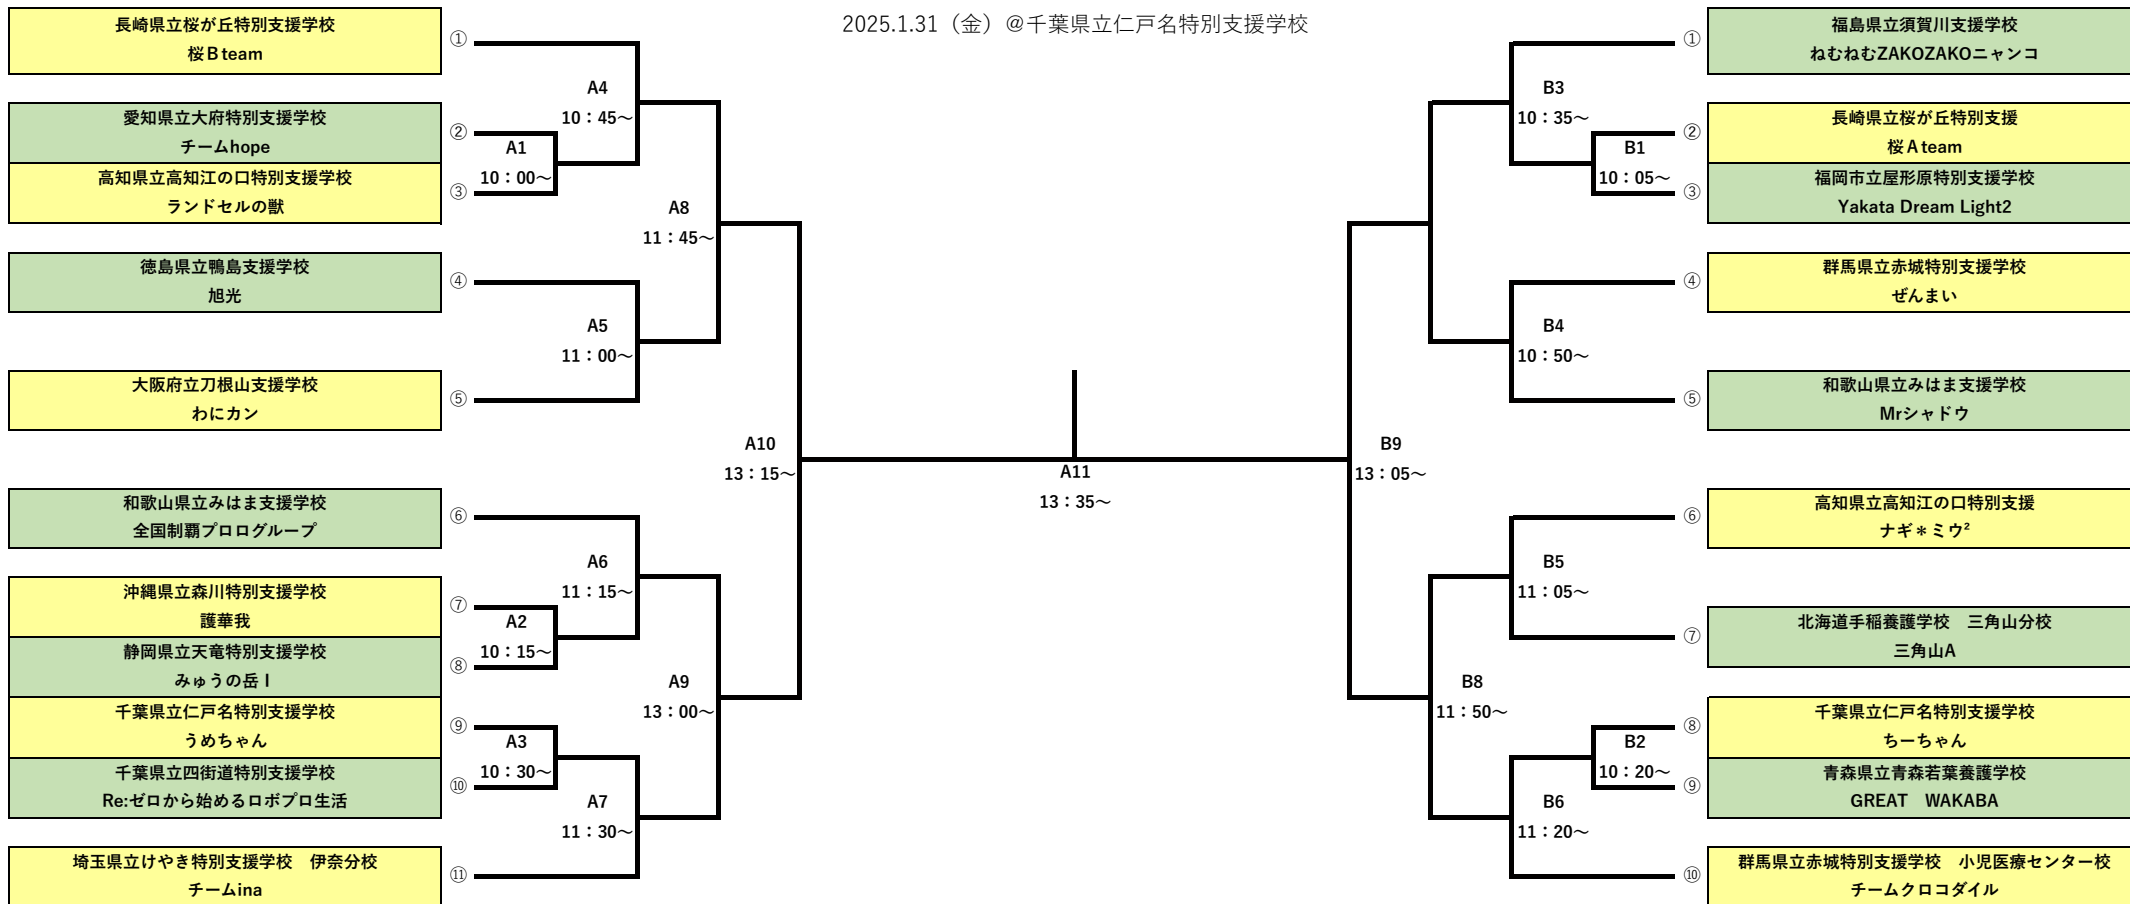 2025.1.31（金）＠千葉県立仁戸名特別支援学校
長崎県立桜が丘特別支援学校
桜Ｂteam
①
愛知県立大府特別支援学校
チームhope
②
高知県立高知江の口特別支援学校
ランドセルの獣
③
徳島県立鴨島支援学校
旭光
④
大阪府立刀根山支援学校
わにカン
⑤
和歌山県立みはま支援学校
全国制覇プロログループ
⑥
沖縄県立森川特別支援学校
護華我
⑦
静岡県立天竜特別支援学校
みゅうの岳Ⅰ
⑧
千葉県立仁戸名特別支援学校
うめちゃん
⑨
千葉県立四街道特別支援学校
Re:ゼロから始めるロボプロ生活
⑩
埼玉県立けやき特別支援学校　伊奈分校
チームina
⑪
A1
10：00～
A2
10：15～
A3
10：30～
A4
10：45～
A5
11：00～
A6
11：15～
A7
11：30～
A8
11：45～
A9
13：00～
A10
13：15～
A11
13：35～
B9
13：05～
B8
11：50～
B3
10：35～
B4
10：50～
B5
11：05～
B6
11：20～
B1
10：05～
B2
10：20～
①
福島県立須賀川支援学校
ねむねむZAKOZAKOニャンコ
②
長崎県立桜が丘特別支援
桜Ａteam
③
福岡市立屋形原特別支援学校
Yakata Dream Light2
④
群馬県立赤城特別支援学校
ぜんまい
⑤
和歌山県立みはま支援学校
Mrシャドウ
⑥
高知県立高知江の口特別支援
ナギ＊ミウ²
⑦
北海道手稲養護学校　三角山分校
三角山A
⑧
千葉県立仁戸名特別支援学校
ちーちゃん
⑨
青森県立青森若葉養護学校
GREAT　WAKABA
⑩
群馬県立赤城特別支援学校　小児医療センター校
チームクロコダイル